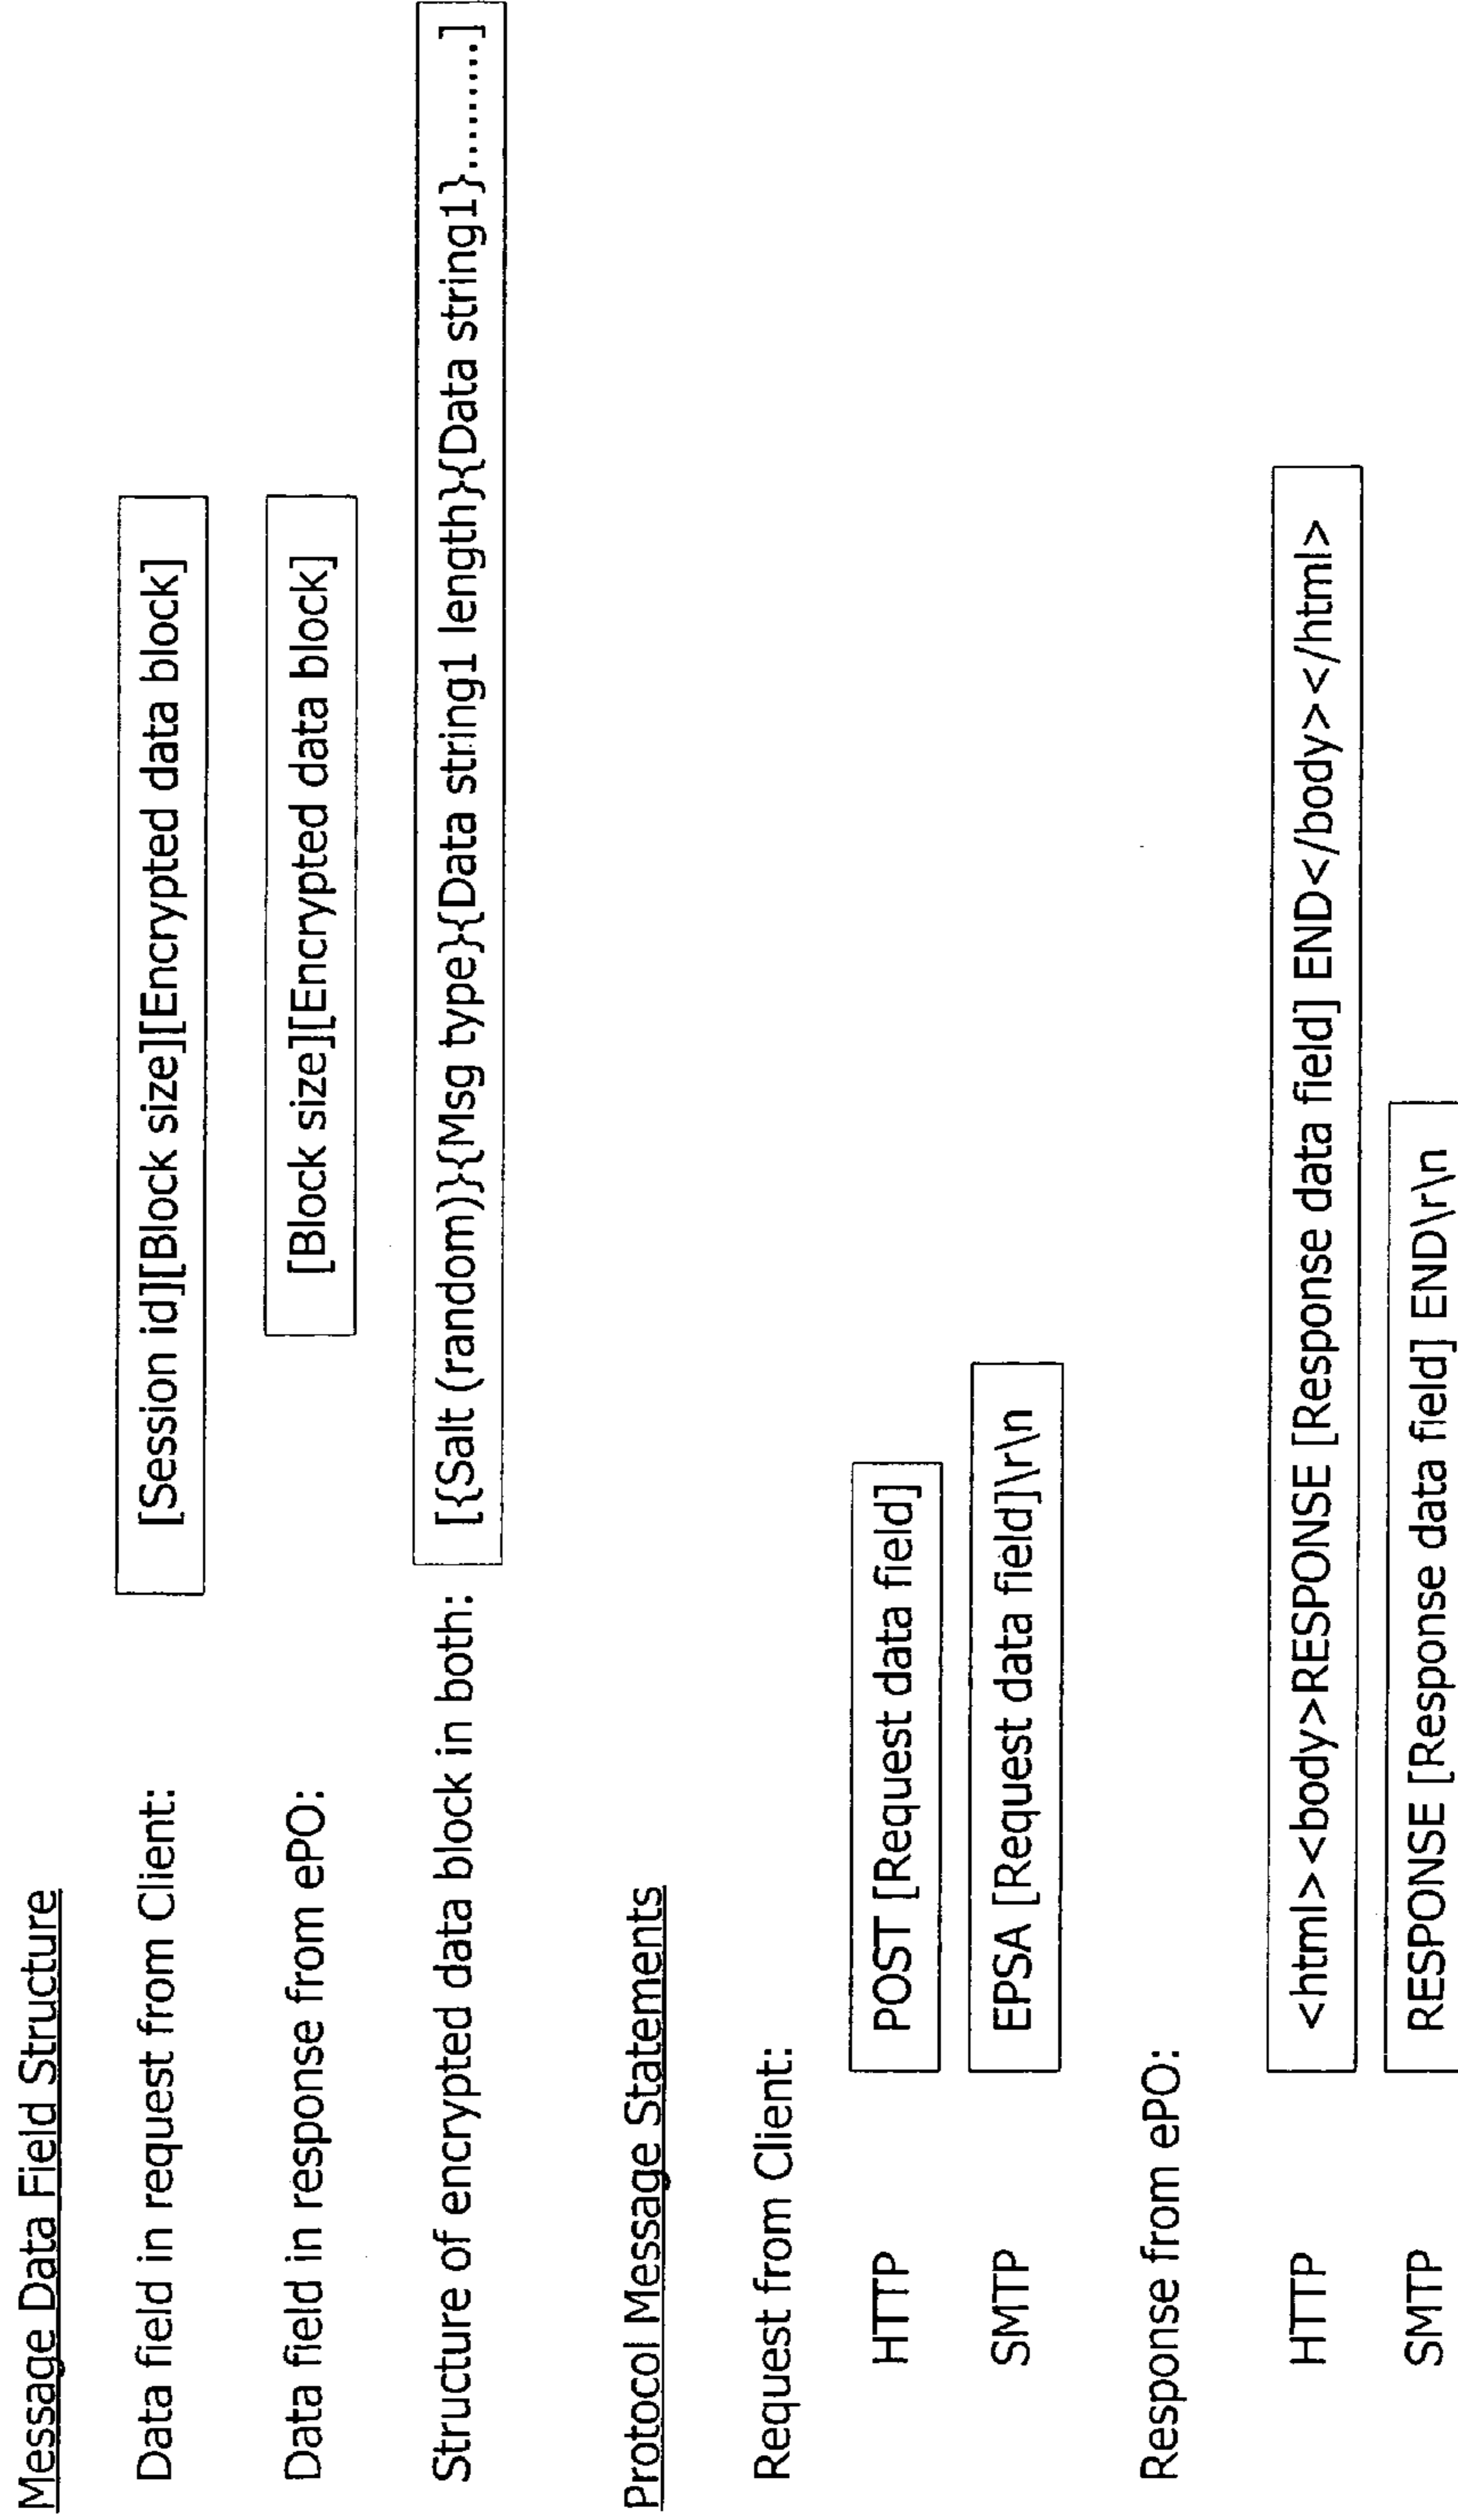 Message Data Field Structure
Data field in request from Client: [Session id][Block size][Encrypted data block]
Data field in response from ePO: [Block size][Encrypted data block]
Structure of encrypted data block in both: [{Salt (random)}{Msg type}{Data string1 length}{Data string1}........]
Protocol Message Statements
Request from Client:
HTTP POST [Request data field]
SMTP EPSA [Request data field]\r\n
Response from ePO:
HTTP <html><body>RESPONSE [Response data field] END</body></html>
SMTP RESPONSE [Response data field] END\r\n